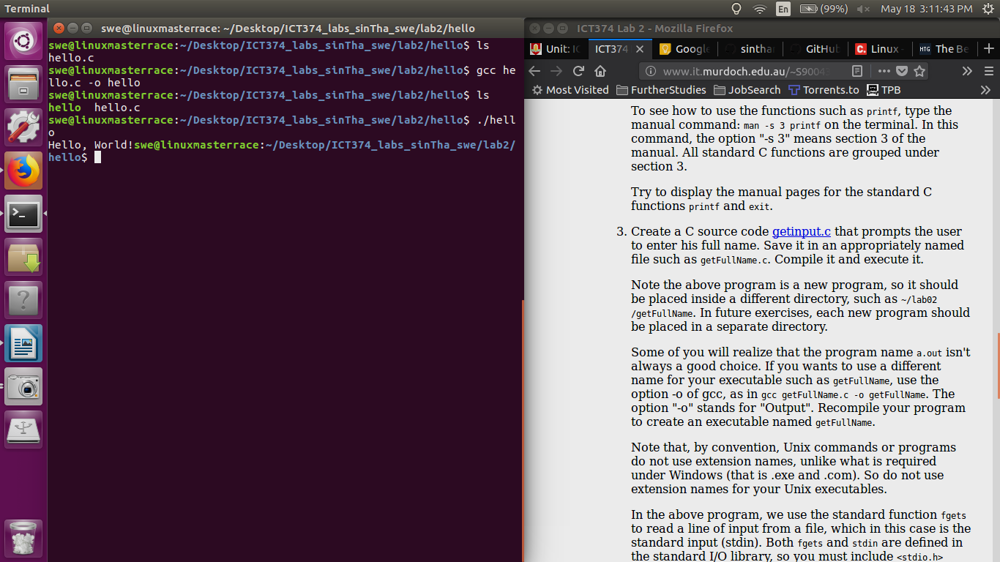 Terminal
En
(99%)
May 18 3:11:43 PM
swe@linuxmasterrace: ~/Desktop/ICT374_labs_sinTha_swe/lab2/hello
swe@linuxmasterrace:~/Desktop/ICT374_labs_sinTha_swe/lab2/hello$ ls
hello.c
swe@linuxmasterrace:~/Desktop/ICT374_labs_sinTha_swe/lab2/hello$ gcc he
llo.c -o hello
swe@linuxmasterrace:~/Desktop/ICT374_labs_sinTha_swe/lab2/hello$ ls
hello  hello.c
swe@linuxmasterrace:~/Desktop/ICT374_labs_sinTha_swe/lab2/hello$ ./hell
o
Hello, World!swe@linuxmasterrace:~/Desktop/ICT374_labs_sinTha_swe/lab2/
hello$
ICT374 Lab 2 - Mozilla Firefox
Unit: IC
ICT374
Google
sintha
GitHub
C. Linux -
HTG The Be
www.it.murdoch.edu.au/~S9004
Most Visited
FurtherStudies
JobSearch
Torrents.to
TPB
To see how to use the functions such as printf, type the
manual command: man -s 3 printf on the terminal. In this
command, the option "-s 3" means section 3 of the
manual. All standard C functions are grouped under
section 3.
Try to display the manual pages for the standard C
functions printf and exit.
3. Create a C source code getinput.c that prompts the user
to enter his full name. Save it in an appropriately named
file such as getFullName.c. Compile it and execute it.
Note the above program is a new program, so it should
be placed inside a different directory, such as ~/lab02
/getFullName. In future exercises, each new program should
be placed in a separate directory.
Some of you will realize that the program name a.out isn't
always a good choice. If you wants to use a different
name for your executable such as getFullName, use the
option -o of gcc, as in gcc getFullName.c -o getFullName. The
option "-o" stands for "Output". Recompile your program
to create an executable named getFullName.
Note that, by convention, Unix commands or programs
do not use extension names, unlike what is required
under Windows (that is .exe and .com). So do not use
extension names for your Unix executables.
In the above program, we use the standard function fgets
to read a line of input from a file, which in this case is the
standard input (stdin). Both fgets and stdin are defined in
the standard I/O library, so you must include <stdio.h>